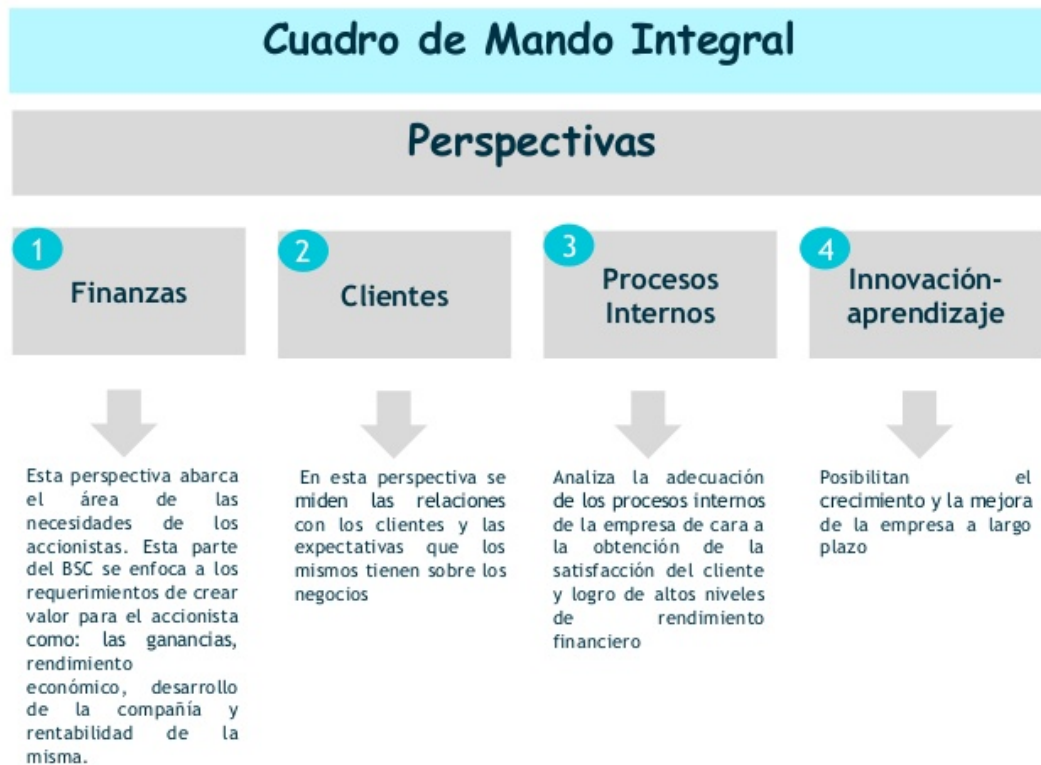 Cuadro de Mando Integral
Perspectivas
1
Finanzas
2
Clientes
3
Procesos
Internos
4
Innovación-
aprendizaje
Esta perspectiva abarca
el área de las
necesidades de los
accionistas. Esta parte
del BSC se enfoca a los
requerimientos de crear
valor para el accionista
como: las ganancias,
rendimiento
económico, desarrollo
de la compañía y
rentabilidad de la
misma.
En esta perspectiva se
miden las relaciones
con los clientes y las
expectativas que los
mismos tienen sobre los
negocios
Analiza la adecuación
de los procesos internos
de la empresa de cara a
la obtención de la
satisfacción del cliente
y logro de altos niveles
de rendimiento
financiero
Posibilitan el
crecimiento y la mejora
de la empresa a largo
plazo